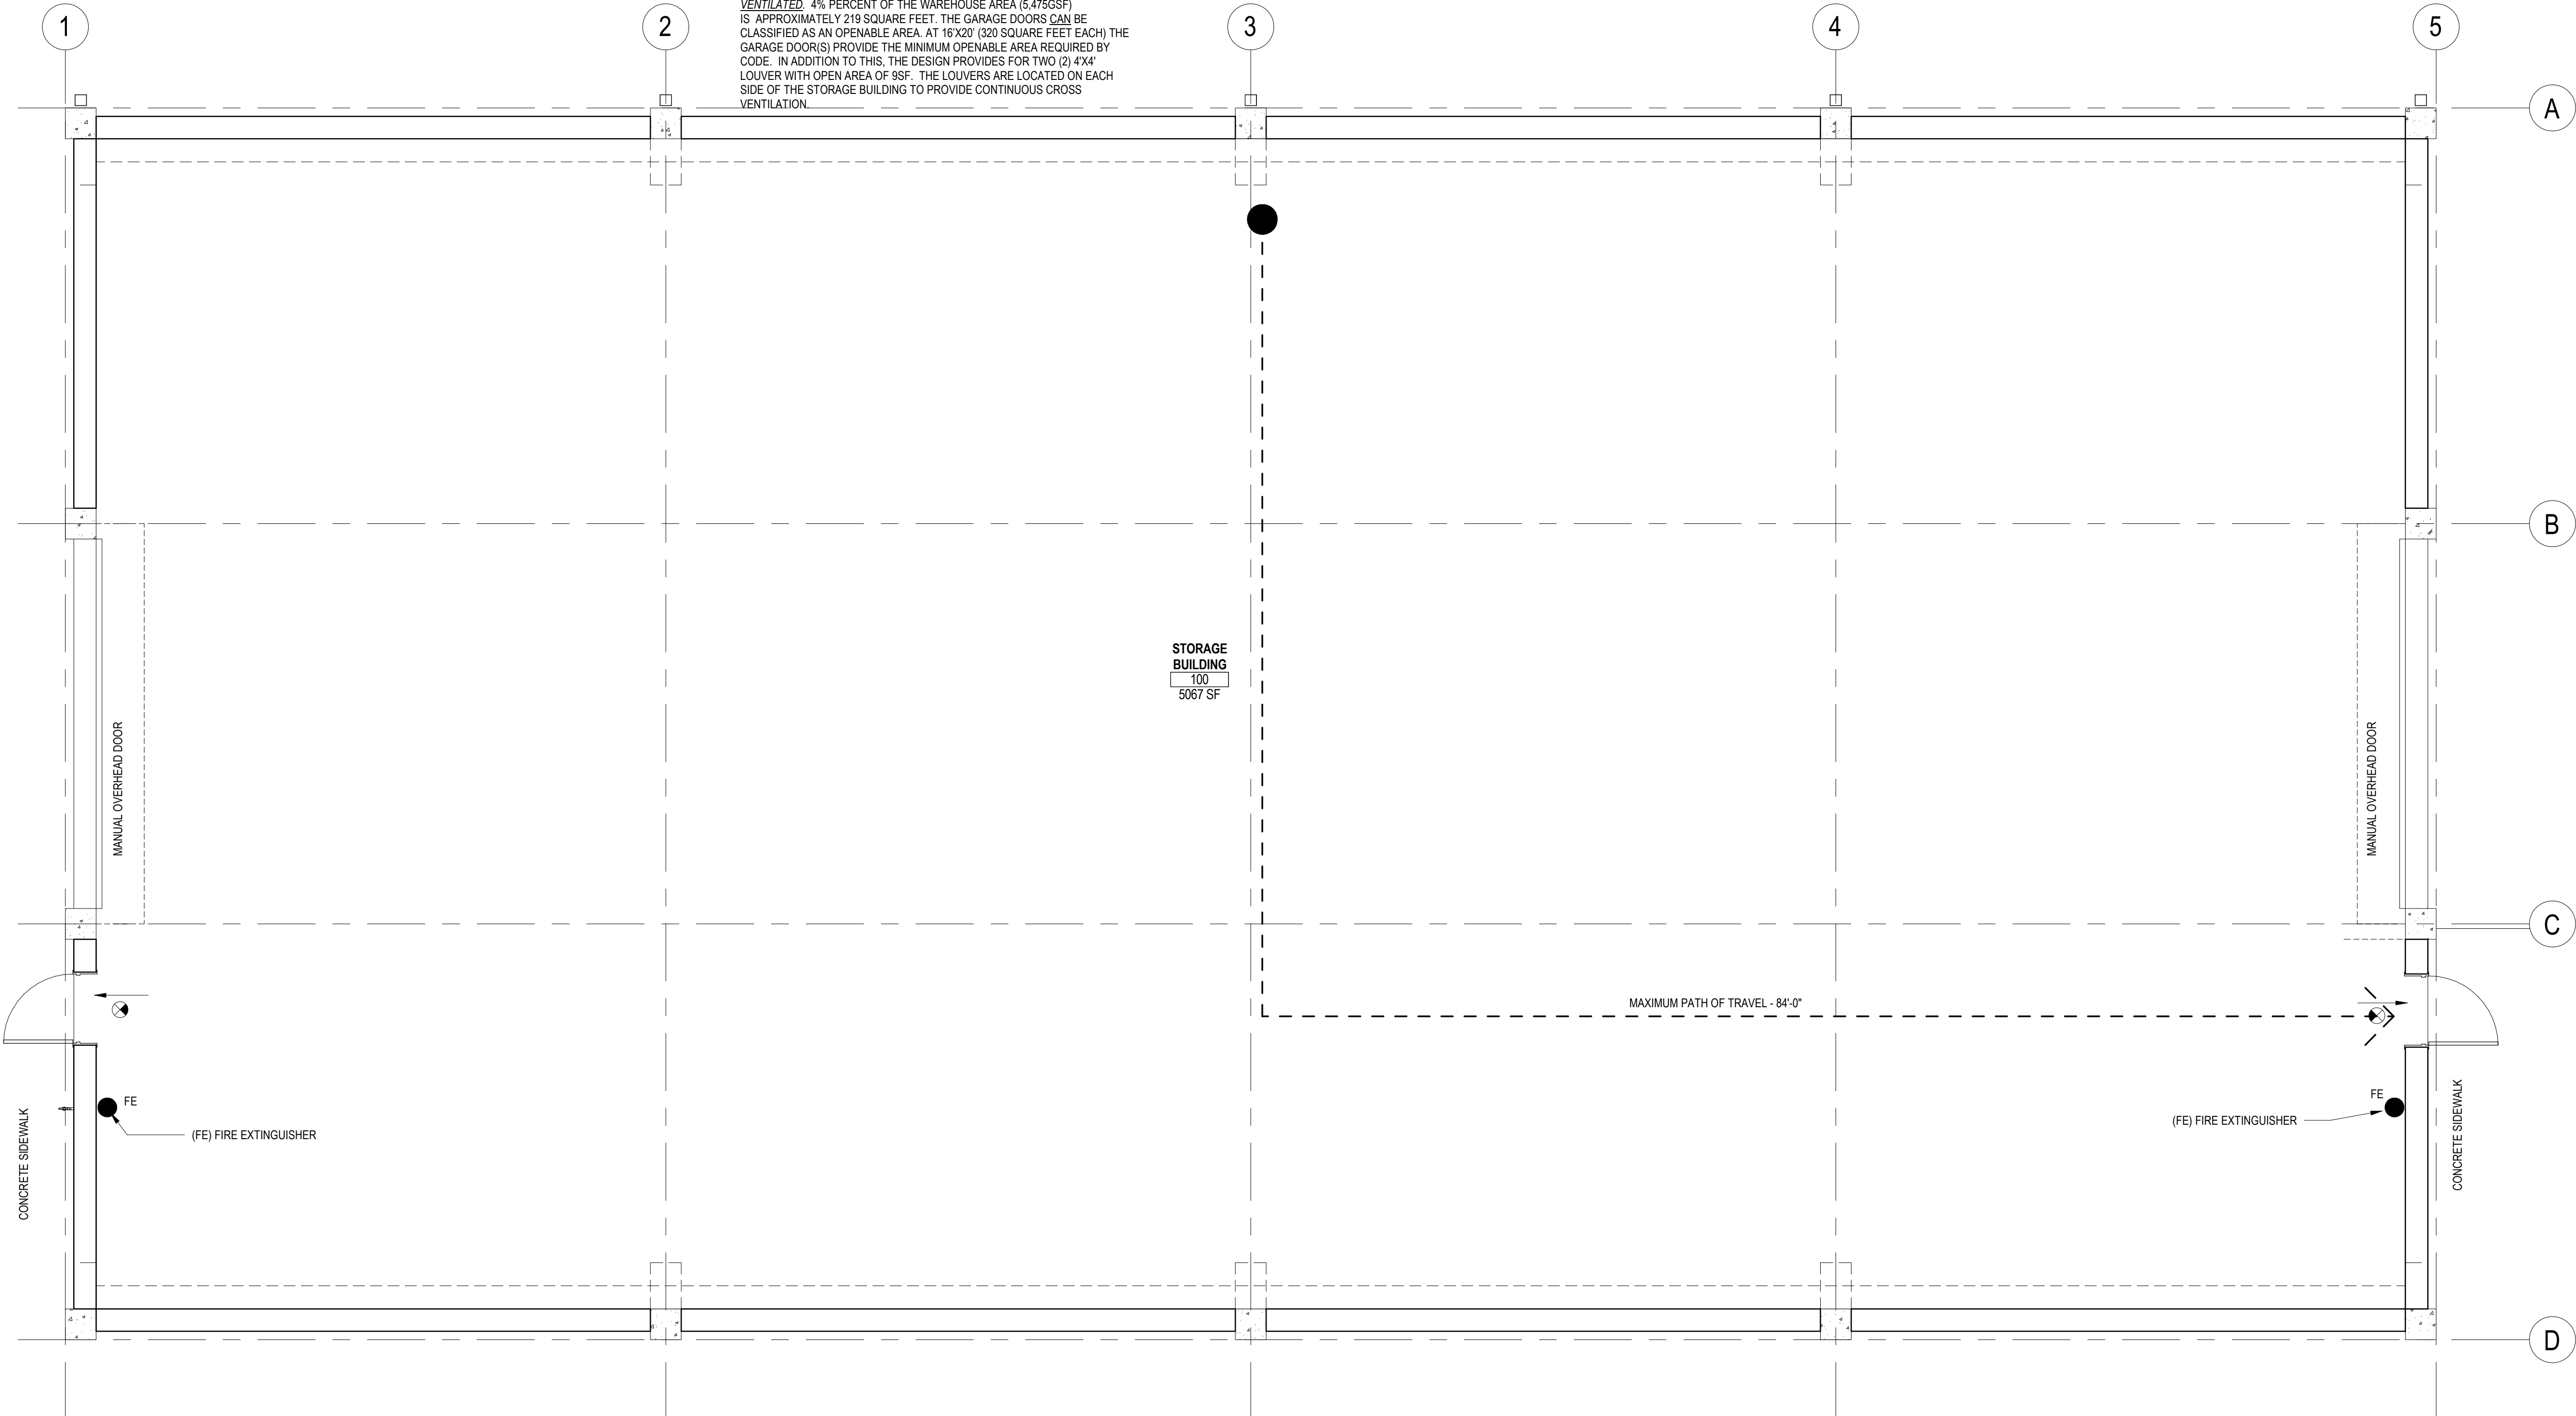 VENTILATED. 4% PERCENT OF THE WAREHOUSE AREA (5,475GSF)
IS APPROXIMATELY 219 SQUARE FEET. THE GARAGE DOORS CAN BE
CLASSIFIED AS AN OPENABLE AREA. AT 16'X20' (320 SQUARE FEET EACH) THE
GARAGE DOOR(S) PROVIDE THE MINIMUM OPENABLE AREA REQUIRED BY
CODE. IN ADDITION TO THIS, THE DESIGN PROVIDES FOR TWO (2) 4'X4'
LOUVER WITH OPEN AREA OF 9SF. THE LOUVERS ARE LOCATED ON EACH
SIDE OF THE STORAGE BUILDING TO PROVIDE CONTINUOUS CROSS
VENTILATION.
1
2
3
4
5
A
B
C
D
STORAGE
BUILDING
100
5067 SF
MANUAL OVERHEAD DOOR
MANUAL OVERHEAD DOOR
MAXIMUM PATH OF TRAVEL - 84'-0"
FE
(FE) FIRE EXTINGUISHER
FE
(FE) FIRE EXTINGUISHER
CONCRETE SIDEWALK
CONCRETE SIDEWALK